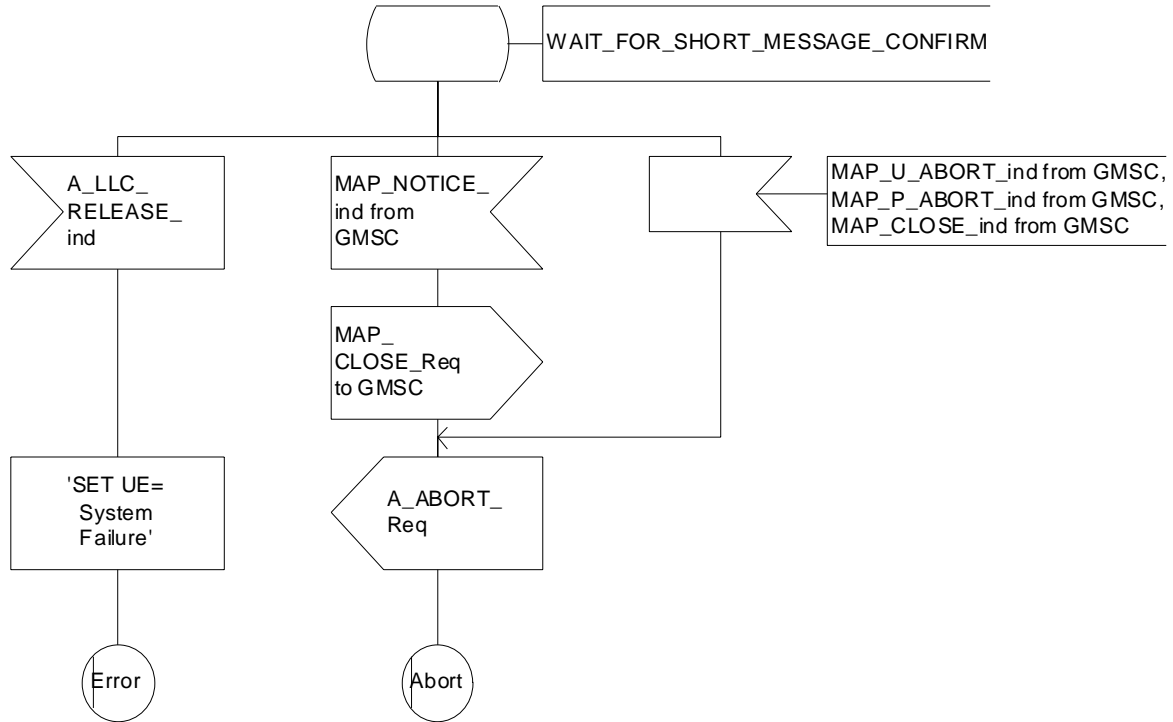 WAIT_FOR_SHORT_MESSAGE_CONFIRM
A_LLC_
RELEASE_
ind
MAP_NOTICE_
ind from
GMSC
MAP_U_ABORT_ind from GMSC,
MAP_P_ABORT_ind from GMSC,
MAP_CLOSE_ind from GMSC
MAP_
CLOSE_Req
to GMSC
'SET UE=
System
Failure'
A_ABORT_
Req
Error
Abort